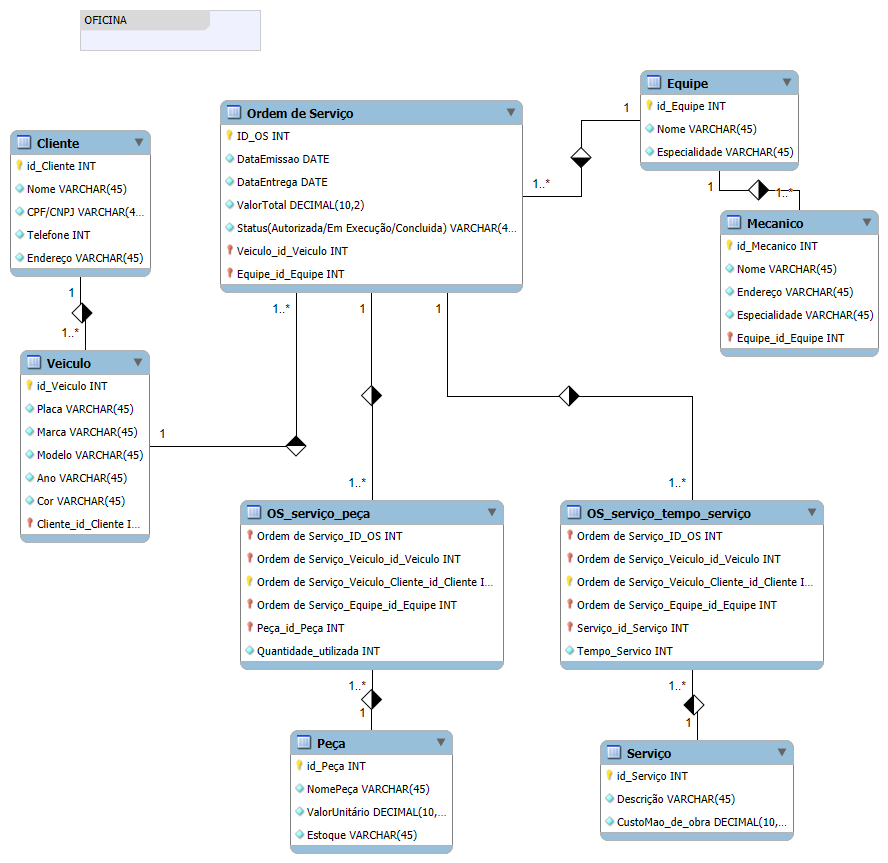 OFICINA
Equipe
id_Equipe INT
Nome VARCHAR(45)
Especialidade VARCHAR(45)
1
1..*
1
1..*
Ordem de Serviço
ID_OS INT
DataEmissao DATE
DataEntrega DATE
ValorTotal DECIMAL(10,2)
Status(Autorizada/Em Execução/Concluida) VARCHAR(4...
Veiculo_id_Veiculo INT
Equipe_id_Equipe INT
Cliente
id_Cliente INT
Nome VARCHAR(45)
CPF/CNPJ VARCHAR(4...
Telefone INT
Endereço VARCHAR(45)
1
1..*
Mecanico
id_Mecanico INT
Nome VARCHAR(45)
Endereço VARCHAR(45)
Especialidade VARCHAR(45)
Equipe_id_Equipe INT
1..*
1
1
Veiculo
id_Veiculo INT
Placa VARCHAR(45)
Marca VARCHAR(45)
Modelo VARCHAR(45)
Ano VARCHAR(45)
Cor VARCHAR(45)
Cliente_id_Cliente I...
1
1..*
1..*
OS_serviço_peça
Ordem de Serviço_ID_OS INT
Ordem de Serviço_Veiculo_id_Veiculo INT
Ordem de Serviço_Veiculo_Cliente_id_Cliente I...
Ordem de Serviço_Equipe_id_Equipe INT
Peça_id_Peça INT
Quantidade_utilizada INT
OS_serviço_tempo_serviço
Ordem de Serviço_ID_OS INT
Ordem de Serviço_Veiculo_id_Veiculo INT
Ordem de Serviço_Veiculo_Cliente_id_Cliente I...
Ordem de Serviço_Equipe_id_Equipe INT
Serviço_id_Serviço INT
Tempo_Servico INT
1..*
1
1..*
1
Peça
id_Peça INT
NomePeça VARCHAR(45)
ValorUnitário DECIMAL(10,...
Estoque VARCHAR(45)
Serviço
id_Serviço INT
Descrição VARCHAR(45)
CustoMao_de_obra DECIMAL(10,...